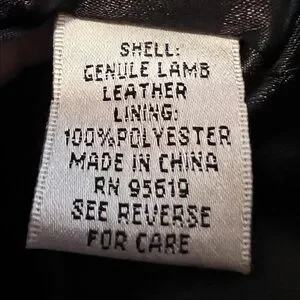 SHELL:
GENULE LAMB
LEATHER
LINING:
100%POLYESTER
MADE IN CHINA
RN 95619
SEE REVERSE
FOR CARE